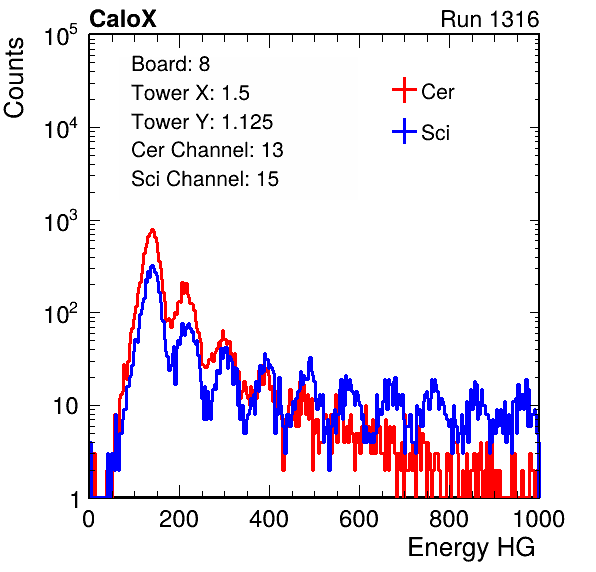 CaloX Run 1316
Board: 8
Tower X: 1.5
Tower Y: 1.125
Cer Channel: 13
Sci Channel: 15
Cer
Sci
Counts
10^5
10^4
10^3
10^2
10
1
0 200 400 600 800 1000
Energy HG